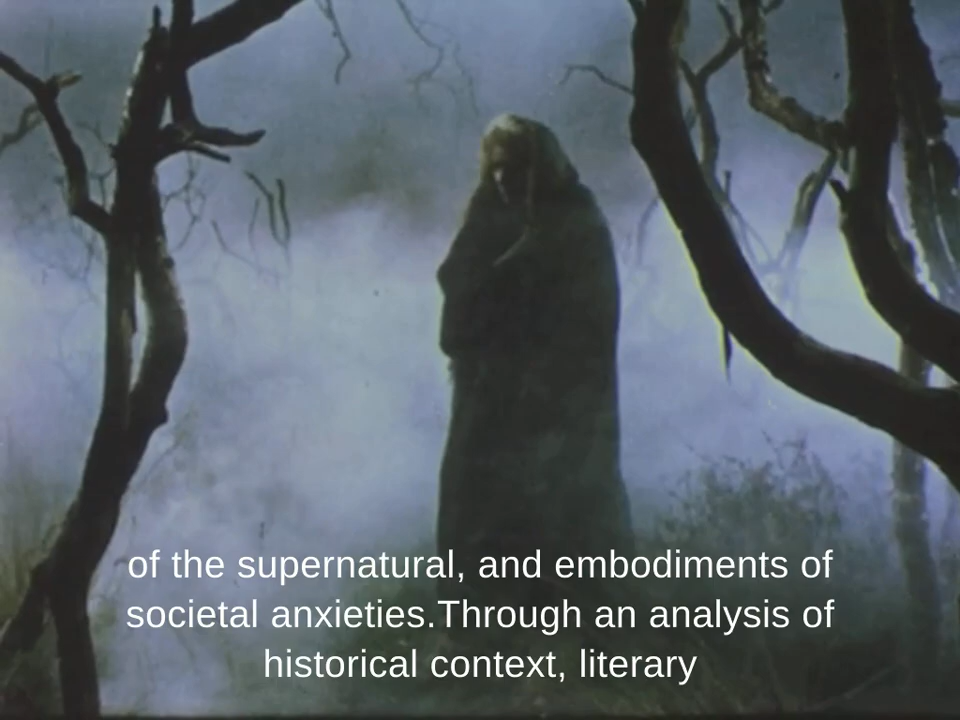 of the supernatural, and embodiments of
societal anxieties.Through an analysis of
historical context, literary